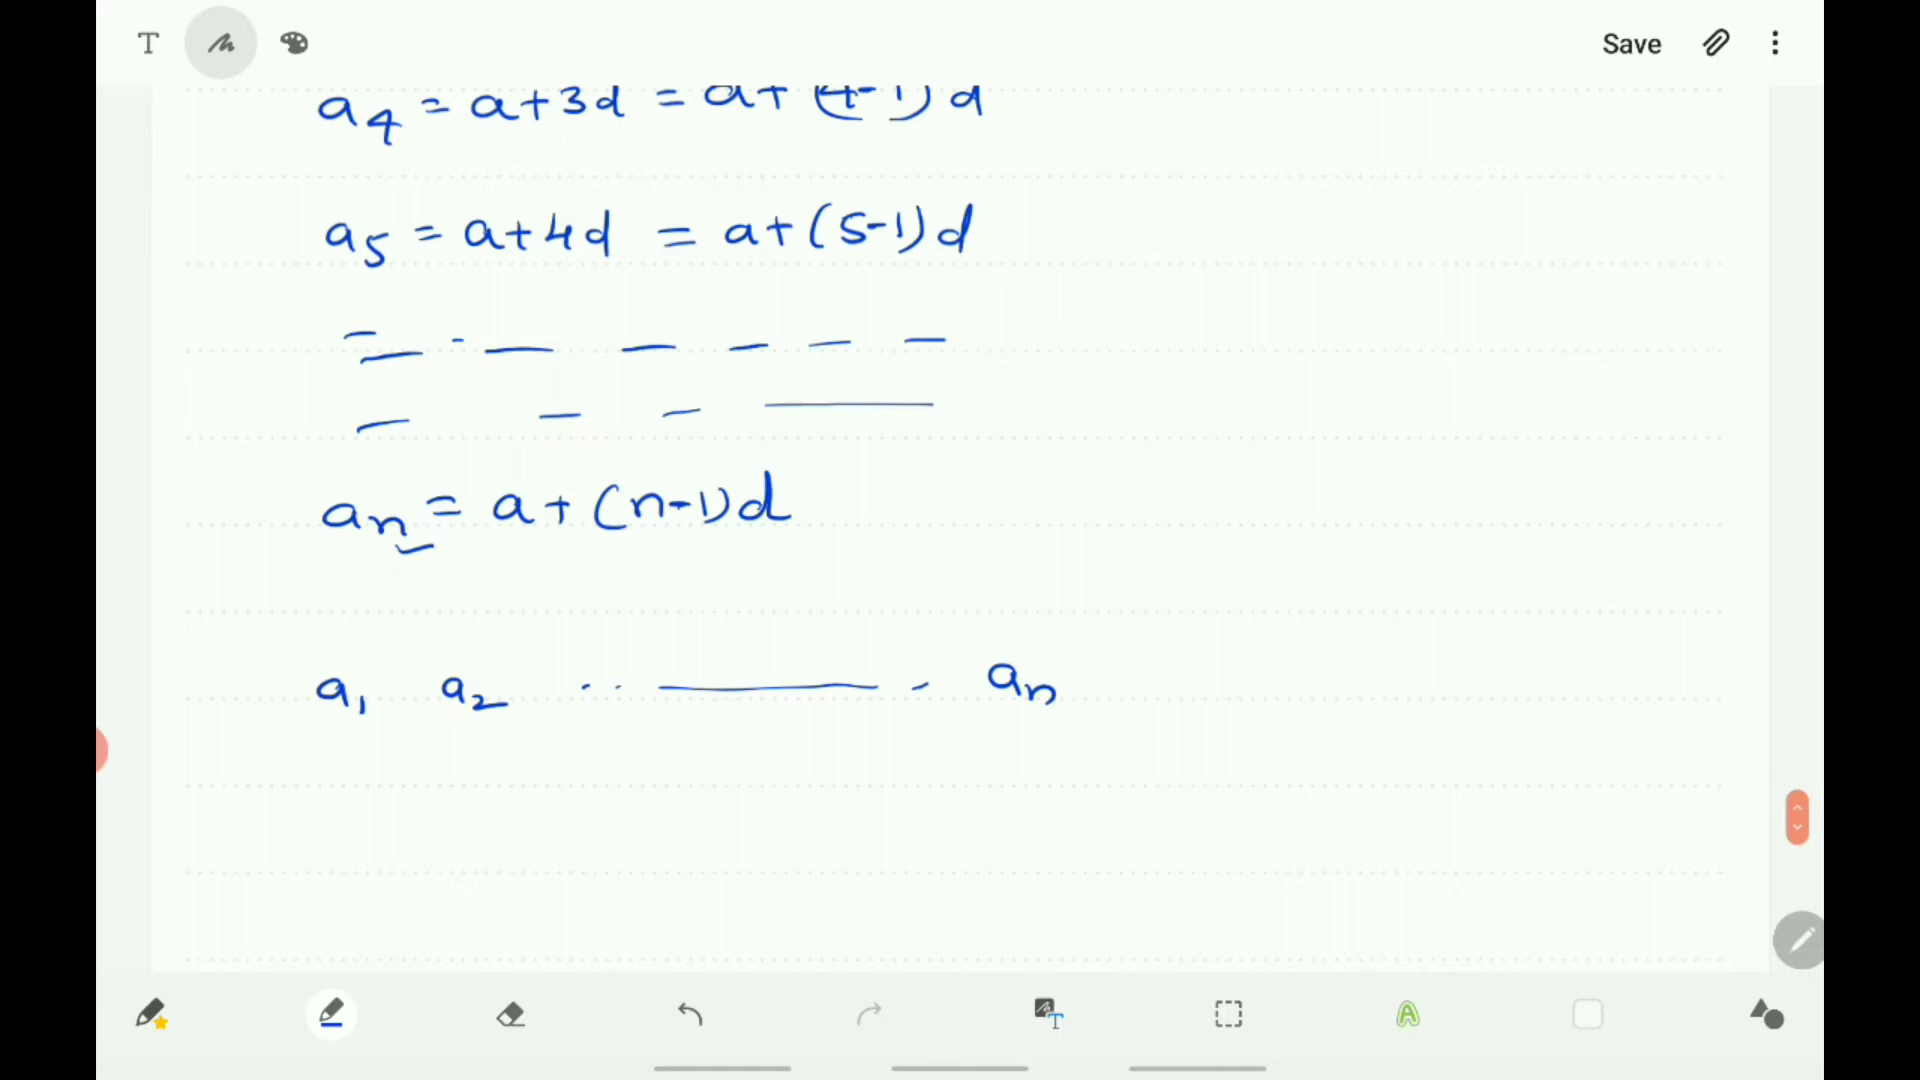 T Save
a₄ = a+3d = a+(4-1)d
a₅ = a+4d = a+(5-1)d
aₙ = a+(n-1)d
a₁ a₂ .. — - aₙ
T A